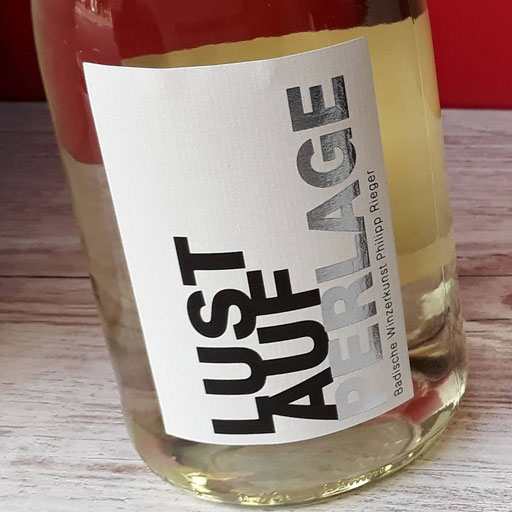 LUST
AUF
PERLAGE
Badische Winzerkunst Philipp Rieger